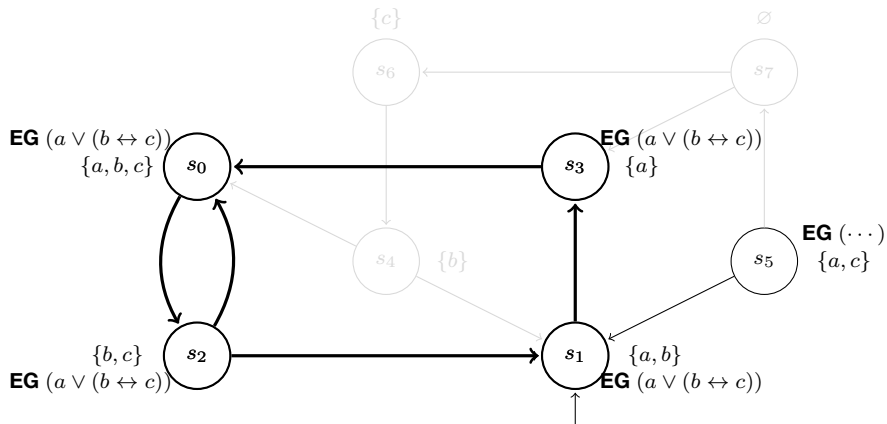 {c}
∅
s₆
s₇
EG (a ∨ (b ↔ c))
EG (a ∨ (b ↔ c))
{a, b, c}
s₀
s₃
{a}
EG (· · ·)
s₄
{b}
s₅
{a, c}
{b, c}
s₂
s₁
{a, b}
EG (a ∨ (b ↔ c))
EG (a ∨ (b ↔ c))